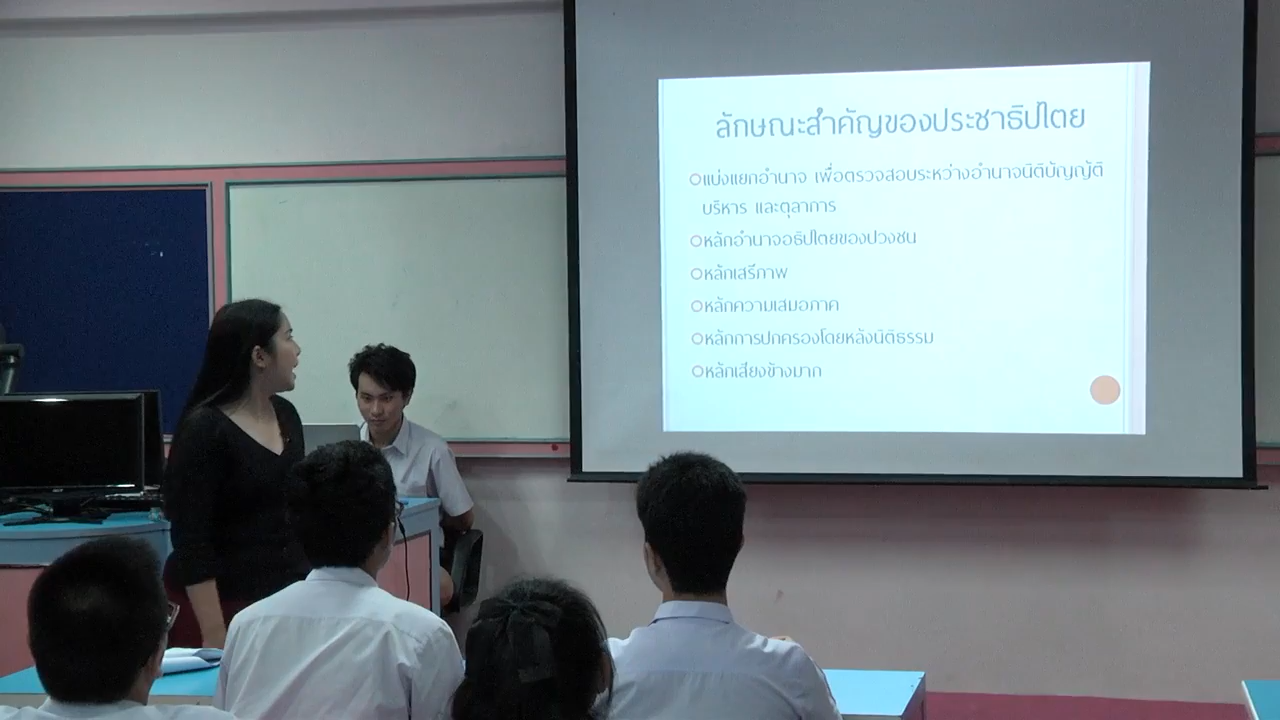 ลักษณะสำคัญของประชาธิปไตย
แบ่งแยกอำนาจ เพื่อตรวจสอบระหว่างอำนาจนิติบัญญัติ
บริหาร และตุลาการ
หลักอำนาจอธิปไตยของปวงชน
หลักเสรีภาพ
หลักความเสมอภาค
หลักการปกครองโดยหลังนิติธรรม
หลักเสียงข้างมาก